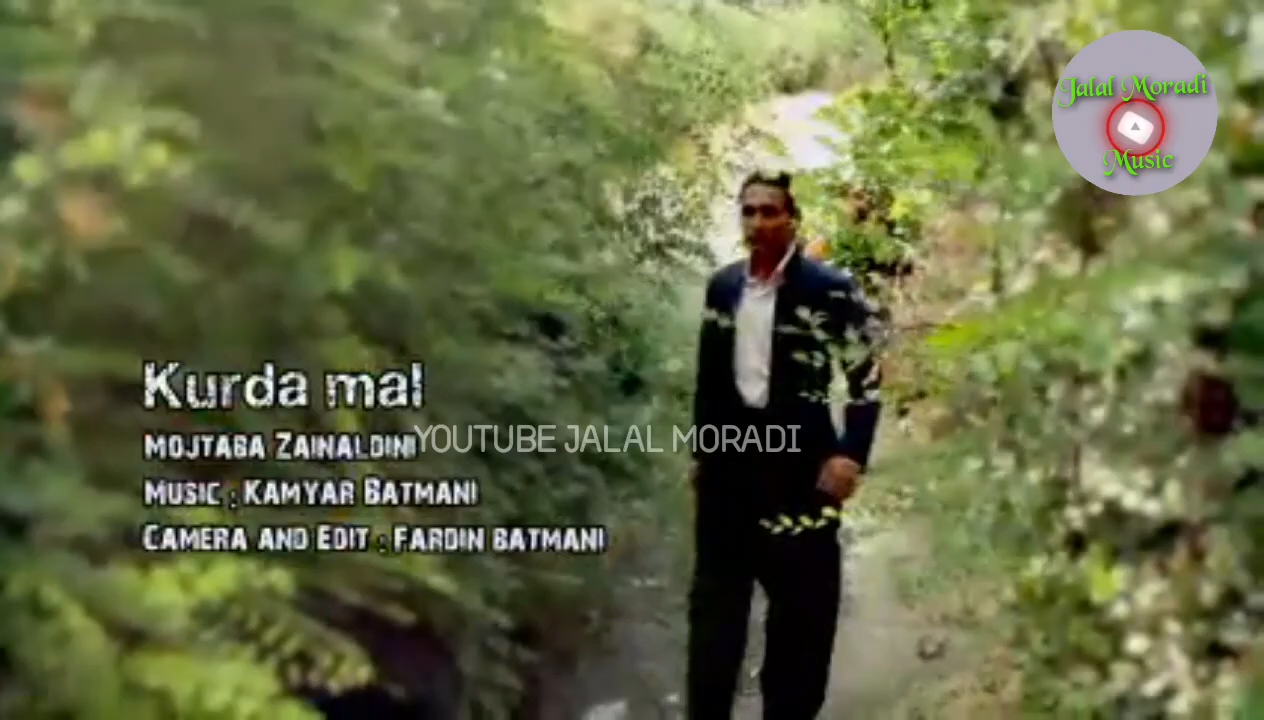 Jalal Moradi
Music
Kurda mal
MOJTABA ZAINALDINI
YOUTUBE JALAL MORADI
MUSIC : KAMYAR BATMANI
CAMERA AND EDIT : FARDIN BATMANI